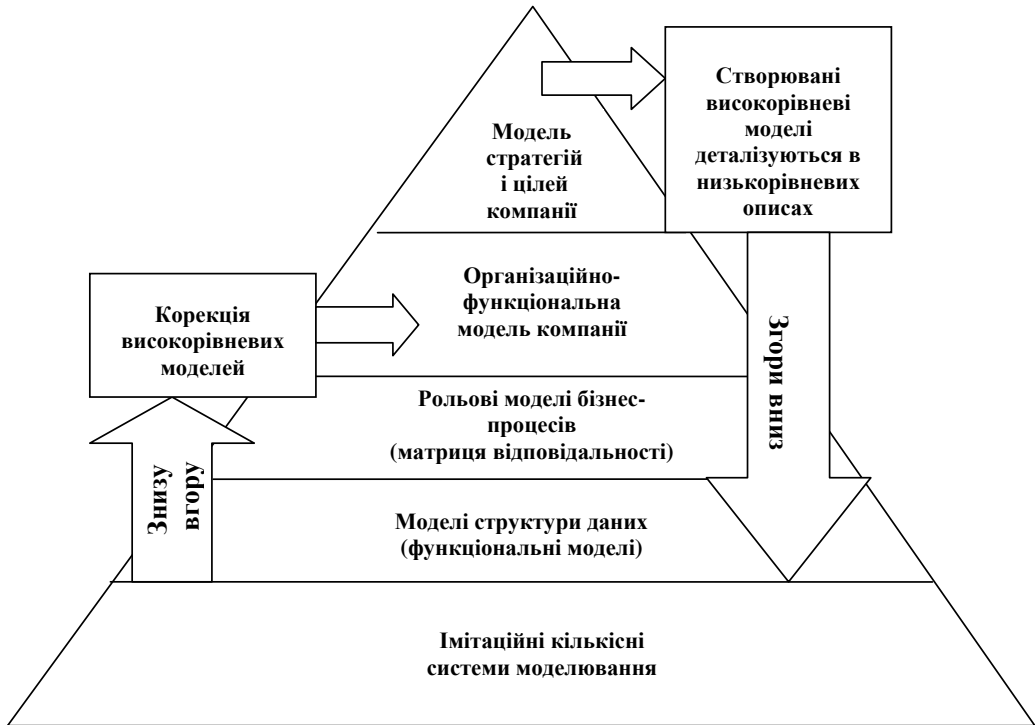 Модель
стратегій
і цілей
компанії
Створювані
високорівневі
моделі
деталізуються в
низькорівневих
описах
Організаційно-
функціональна
модель компанії
Корекція
високорівневих
моделей
Згори вниз
Рольові моделі бізнес-
процесів
(матриця відповідальності)
Знизу
вгору
Моделі структури даних
(функціональні моделі)
Імітаційні кількісні
системи моделювання